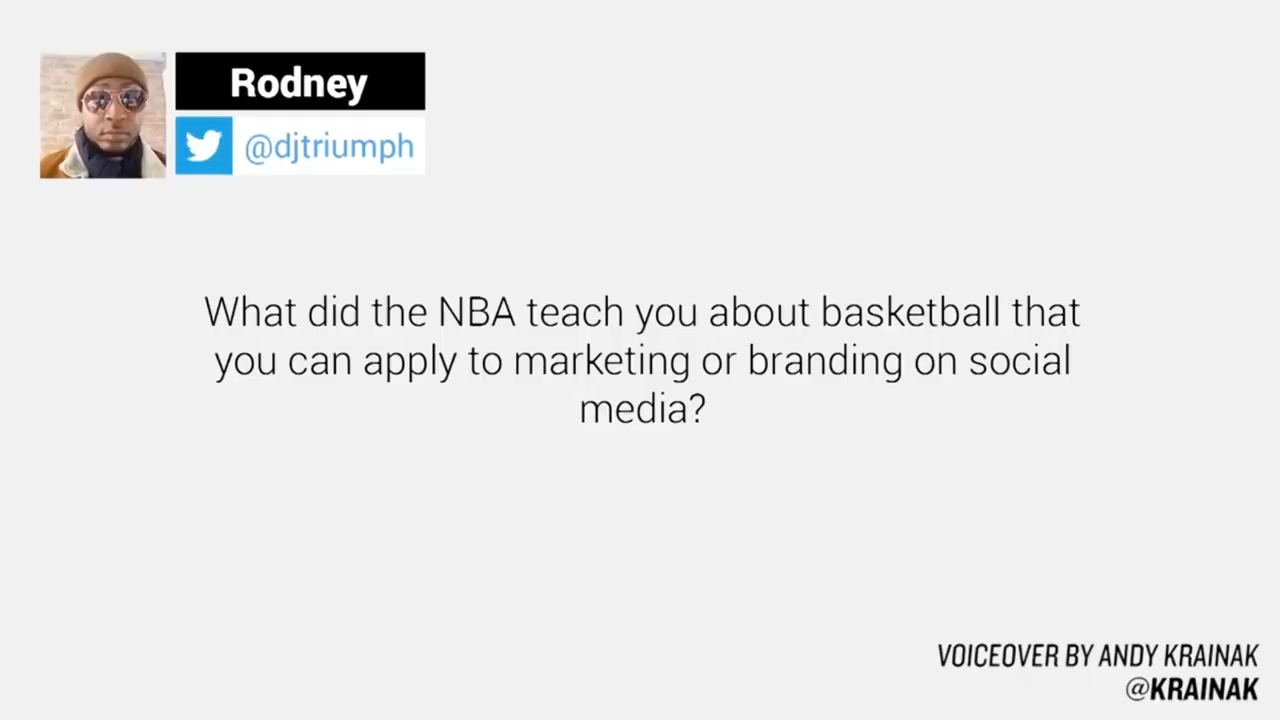 Rodney
@djtriumph
What did the NBA teach you about basketball that
you can apply to marketing or branding on social
media?
VOICEOVER BY ANDY KRAINAK
@KRAINAK